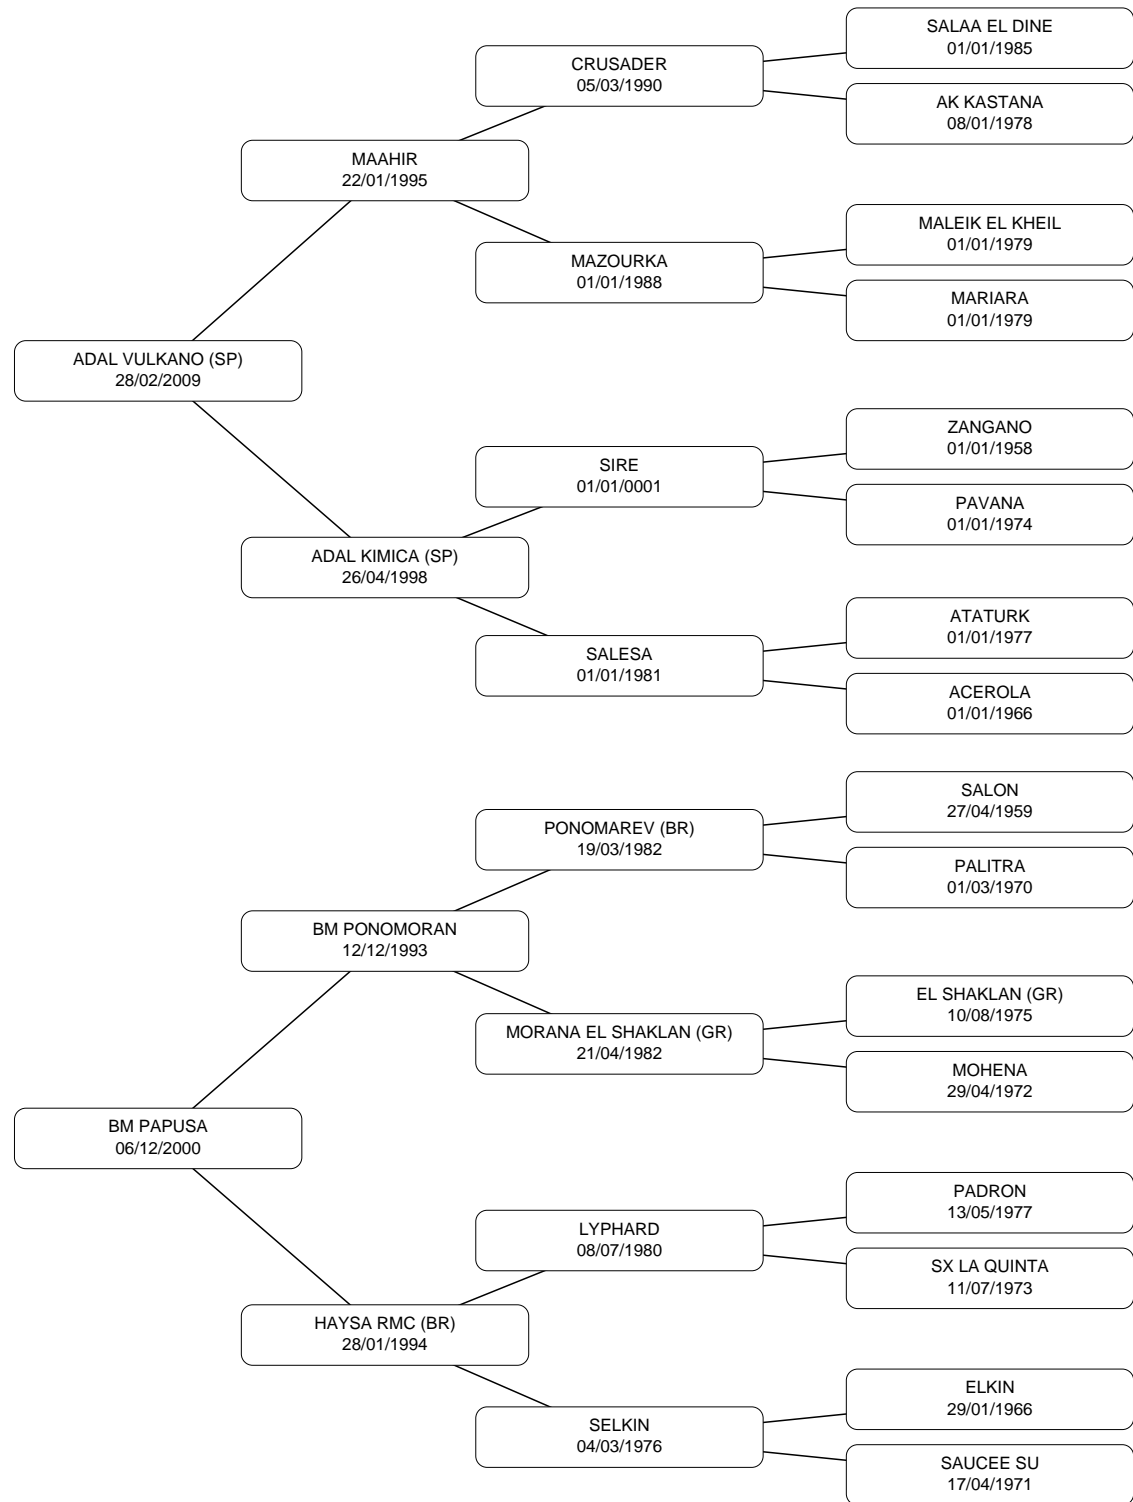 SALAA EL DINE
01/01/1985
CRUSADER
05/03/1990
AK KASTANA
08/01/1978
MAAHIR
22/01/1995
MALEIK EL KHEIL
01/01/1979
MAZOURKA
01/01/1988
MARIARA
01/01/1979
ADAL VULKANO (SP)
28/02/2009
ZANGANO
01/01/1958
SIRE
01/01/0001
PAVANA
01/01/1974
ADAL KIMICA (SP)
26/04/1998
ATATURK
01/01/1977
SALESA
01/01/1981
ACEROLA
01/01/1966
SALON
27/04/1959
PONOMAREV (BR)
19/03/1982
PALITRA
01/03/1970
BM PONOMORAN
12/12/1993
EL SHAKLAN (GR)
10/08/1975
MORANA EL SHAKLAN (GR)
21/04/1982
MOHENA
29/04/1972
BM PAPUSA
06/12/2000
PADRON
13/05/1977
LYPHARD
08/07/1980
SX LA QUINTA
11/07/1973
HAYSA RMC (BR)
28/01/1994
ELKIN
29/01/1966
SELKIN
04/03/1976
SAUCEE SU
17/04/1971